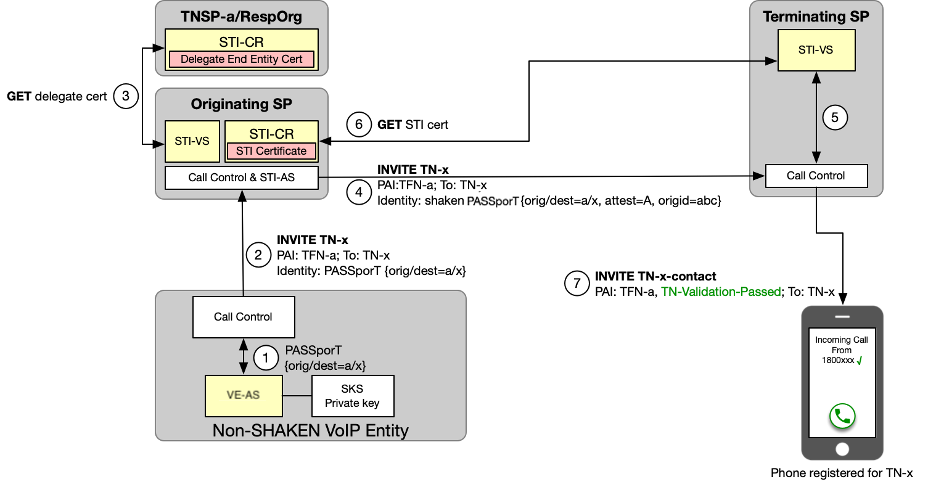 TNSP-a/RespOrg
STI-CR
Delegate End Entity Cert
Terminating SP
STI-VS
GET delegate cert
3
Originating SP
STI-VS
STI-CR
STI Certificate
Call Control & STI-AS
6
GET STI cert
5
Call Control
4
INVITE TN-x
PAI:TFN-a; To: TN-x
Identity: shaken PASSporT{orig/dest=a/x, attest=A, origid=abc}
2
INVITE TN-x
PAI: TFN-a; To: TN-x
Identity: PASSporT {orig/dest=a/x}
7
INVITE TN-x-contact
PAI: TFN-a, TN-Validation-Passed; To: TN-x
Call Control
1
PASSporT
{orig/dest=a/x}
VE-AS
SKS
Private key
Non-SHAKEN VoIP Entity
Incoming Call
From
1800xxx √
Phone registered for TN-x